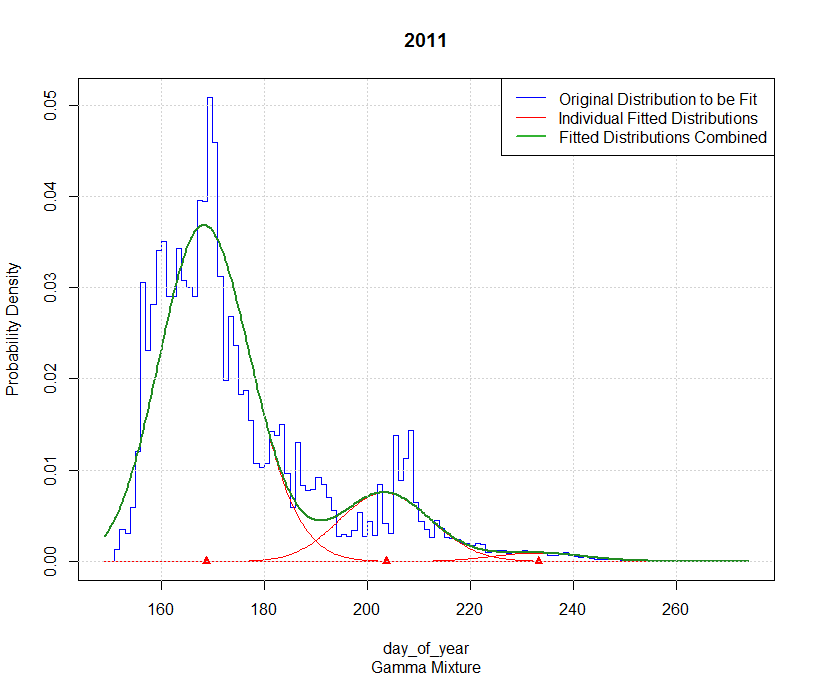 2011
Original Distribution to be Fit
Individual Fitted Distributions
Fitted Distributions Combined
Probability Density
0.05
0.04
0.03
0.02
0.01
0.00
160 180 200 220 240 260
day_of_year
Gamma Mixture